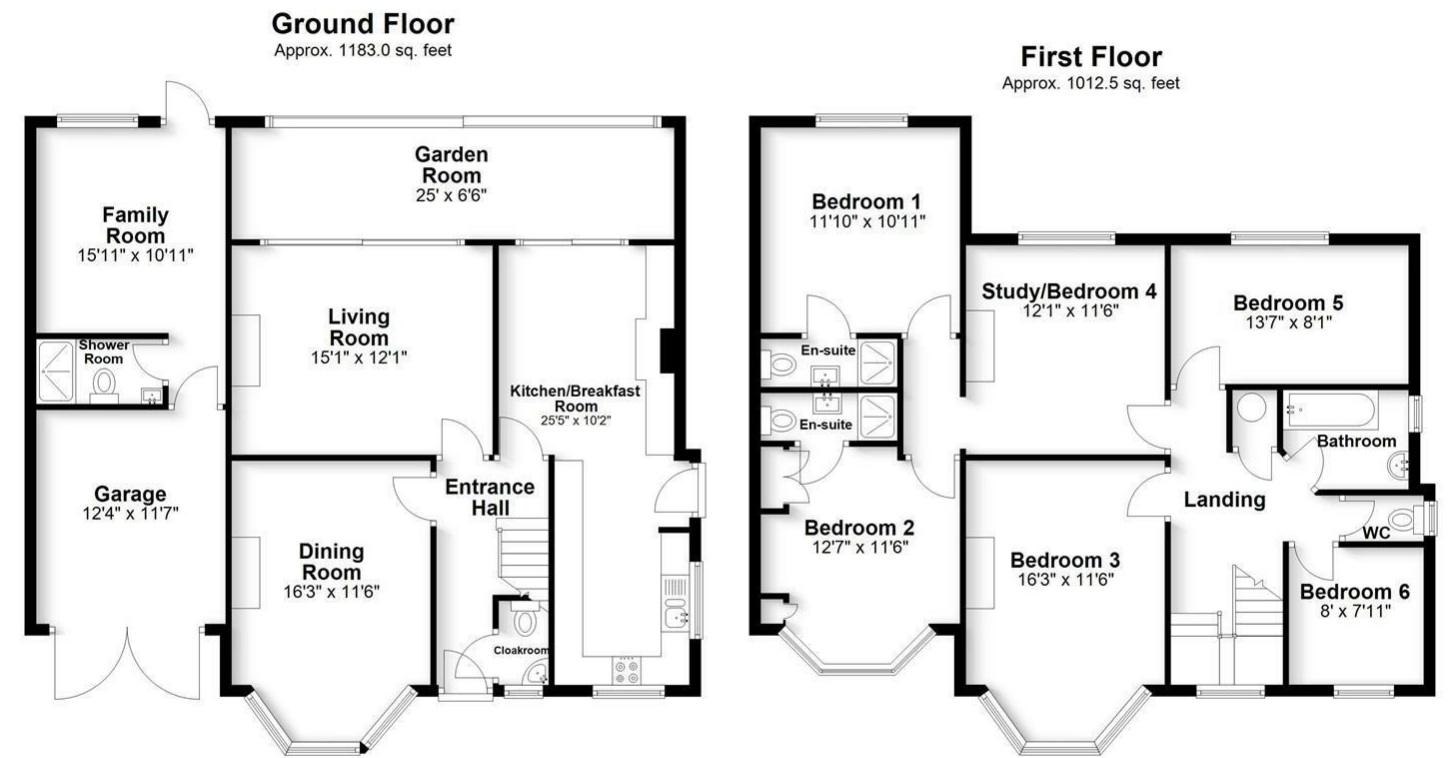 Ground Floor
Approx. 1183.0 sq. feet
Garden
Room
25' x 6'6"
Family
Room
15'11" x 10'11"
Living
Room
15'1" x 12'1"
Shower
Room
Kitchen/Breakfast
Room
25'5" x 10'2"
Garage
12'4" x 11'7"
Entrance
Hall
Dining
Room
16'3" x 11'6"
Cloakroom
First Floor
Approx. 1012.5 sq. feet
Bedroom 1
11'10" x 10'11"
Study/Bedroom 4
12'1" x 11'6"
Bedroom 5
13'7" x 8'1"
En-suite
En-suite
Bathroom
Landing
Bedroom 2
12'7" x 11'6"
WC
Bedroom 3
16'3" x 11'6"
Bedroom 6
8' x 7'11"